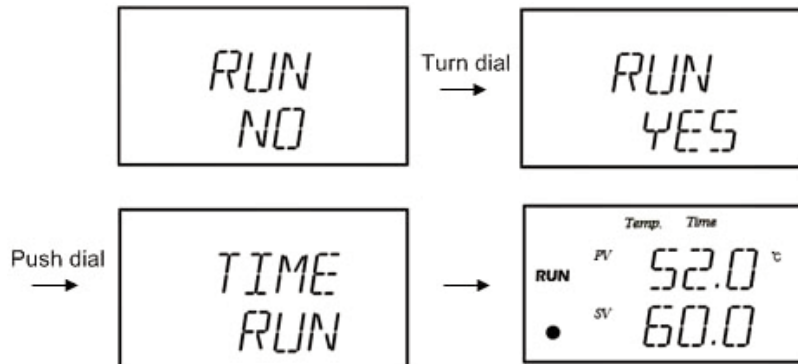 RUN
NO
Turn dial
RUN
YES
Push dial
TIME
RUN
Temp. Time
PV 52.0 ℃
RUN
SV 60.0